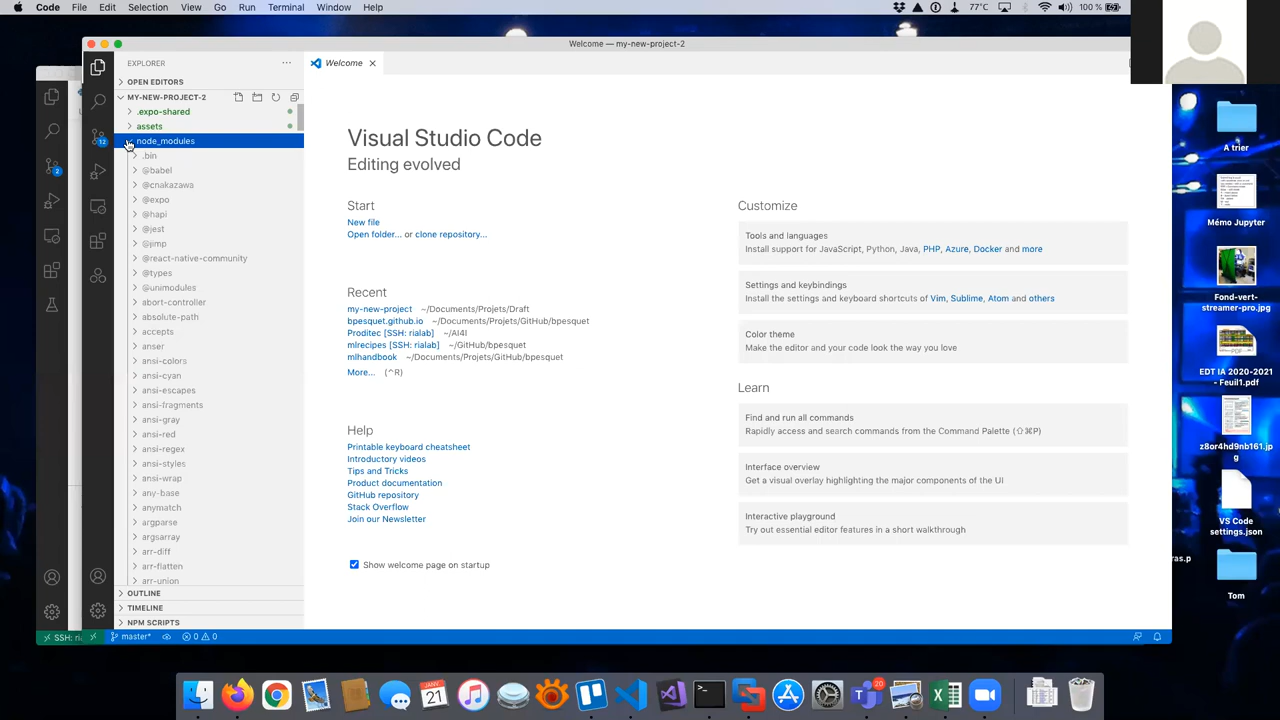 Code File Edit Selection View Go Run Terminal Window Help
77°C 100 %
Welcome — my-new-project-2
EXPLORER
Welcome
OPEN EDITORS
MY-NEW-PROJECT-2
.expo-shared
assets
node_modules
.bin
@babel
@cnakazawa
@expo
@hapi
@jest
@jimp
@react-native-community
@types
@unimodules
abort-controller
absolute-path
accepts
anser
ansi-colors
ansi-cyan
ansi-escapes
ansi-fragments
ansi-gray
ansi-red
ansi-regex
ansi-styles
ansi-wrap
any-base
anymatch
argparse
argsarray
arr-diff
arr-flatten
arr-union
OUTLINE
TIMELINE
NPM SCRIPTS
12
2
Visual Studio Code
Editing evolved
Start
New file
Open folder... or clone repository...
Recent
my-new-project ~/Documents/Projets/Draft
bpesquet.github.io ~/Documents/Projets/GitHub/bpesquet
Proditec [SSH: rialab] ~/AI4I
mlrecipes [SSH: rialab] ~/GitHub/bpesquet
mlhandbook ~/Documents/Projets/GitHub/bpesquet
More... (⌃R)
Help
Printable keyboard cheatsheet
Introductory videos
Tips and Tricks
Product documentation
GitHub repository
Stack Overflow
Join our Newsletter
Show welcome page on startup
Customize
Tools and languages
Install support for JavaScript, Python, Java, PHP, Azure, Docker and more
Settings and keybindings
Install the settings and keyboard shortcuts of Vim, Sublime, Atom and others
Color theme
Make the editor and your code look the way you love
Learn
Find and run all commands
Rapidly access and search commands from the Command Palette (⇧⌘P)
Interface overview
Get a visual overlay highlighting the major components of the UI
Interactive playground
Try out essential editor features in a short walkthrough
SSH: ria
master* 0 0
A trier
Mémo Jupyter
Fond-vert-
streamer-pro.jpg
EDT IA 2020-2021
- Feuil1.pdf
z8or4hd9nb161.jp
g
VS Code
settings.json
ras.p
Tom
JANV.
21
20